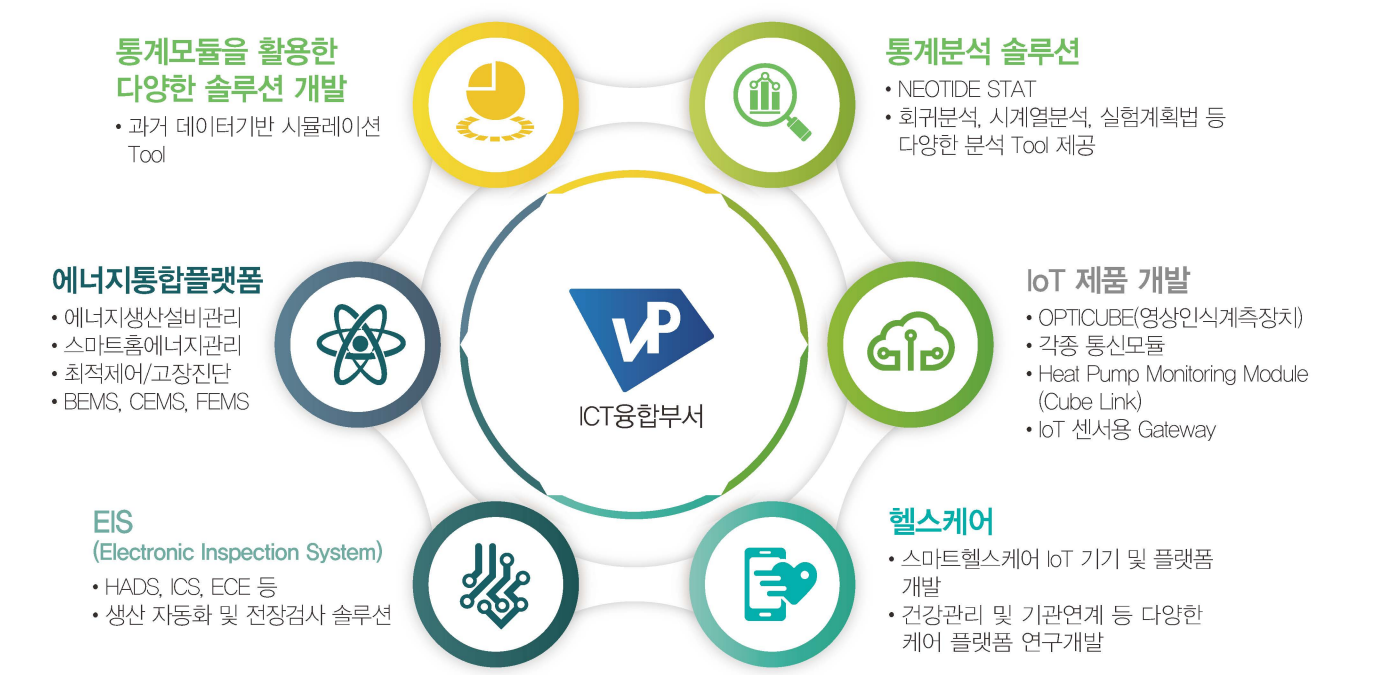 통계모듈을 활용한
다양한 솔루션 개발
• 과거 데이터기반 시뮬레이션
Tool
통계분석 솔루션
• NEOTIDE STAT
• 회귀분석, 시계열분석, 실험계획법 등
다양한 분석 Tool 제공
에너지통합플랫폼
• 에너지생산설비관리
• 스마트홈에너지관리
• 최적제어/고장진단
• BEMS, CEMS, FEMS
VP
ICT융합부서
IoT 제품 개발
• OPTICUBE(영상인식계측장치)
• 각종 통신모듈
• Heat Pump Monitoring Module
(Cube Link)
• IoT 센서용 Gateway
EIS
(Electronic Inspection System)
• HADS, ICS, ECE 등
• 생산 자동화 및 전장검사 솔루션
헬스케어
• 스마트헬스케어 IoT 기기 및 플랫폼
개발
• 건강관리 및 기관연계 등 다양한
케어 플랫폼 연구개발